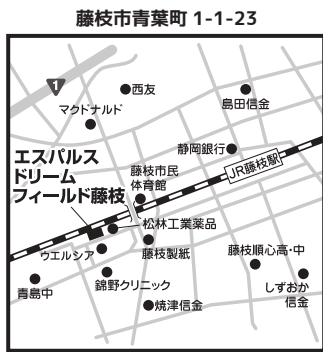 藤枝市青葉町 1-1-23
1
西友
マクドナルド
島田信金
静岡銀行
JR藤枝駅
エスパルス
ドリーム
フィールド藤枝
藤枝市民
体育館
松林工業薬品
ウエルシア
藤枝製紙
藤枝順心高・中
青島中
錦野クリニック
しずおか
信金
焼津信金